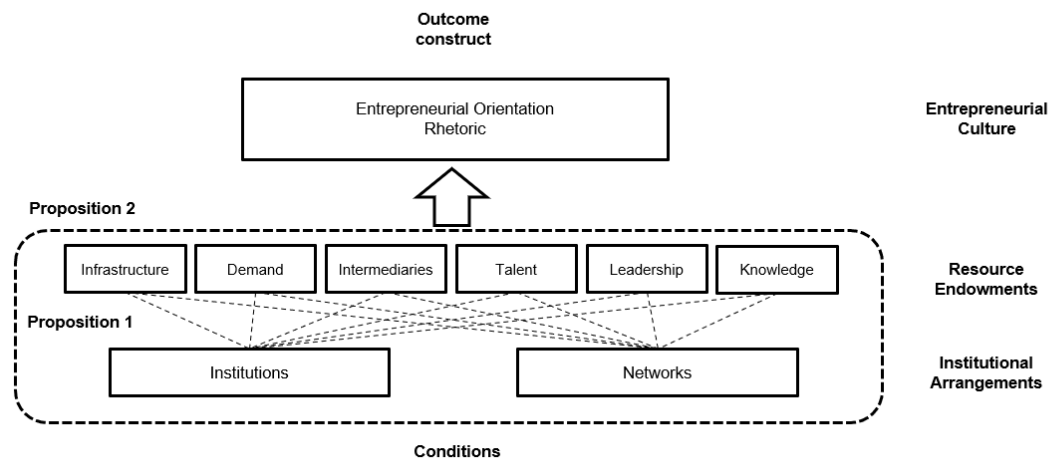 Outcome
construct
Entrepreneurial Orientation
Rhetoric
Entrepreneurial
Culture
Proposition 2
Infrastructure
Demand
Intermediaries
Talent
Leadership
Knowledge
Resource
Endowments
Proposition 1
Institutions
Networks
Institutional
Arrangements
Conditions